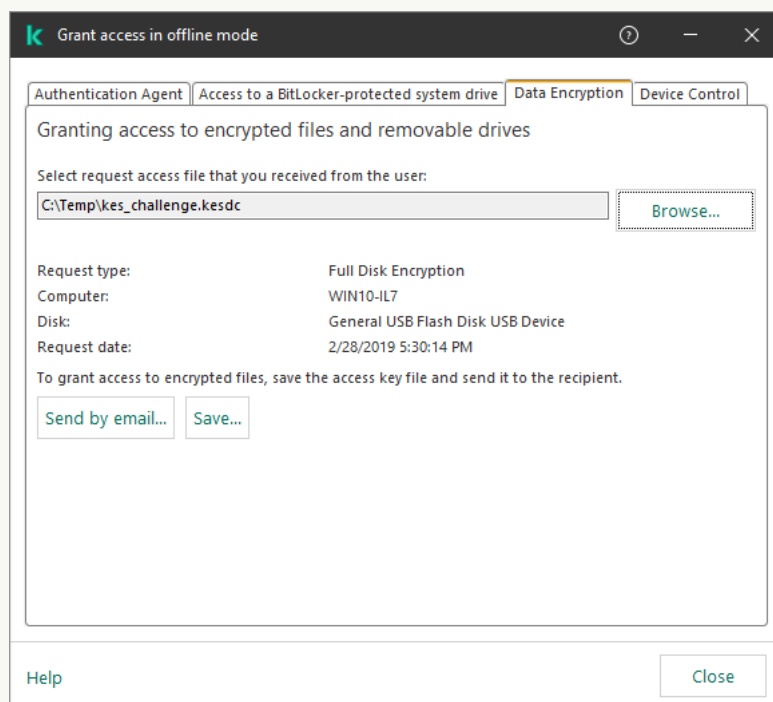 Grant access in offline mode
Authentication Agent Access to a BitLocker-protected system drive Data Encryption Device Control
Granting access to encrypted files and removable drives
Select request access file that you received from the user:
C:\Temp\kes_challenge.kesdc Browse...
Request type: Full Disk Encryption
Computer: WIN10-IL7
Disk: General USB Flash Disk USB Device
Request date: 2/28/2019 5:30:14 PM
To grant access to encrypted files, save the access key file and send it to the recipient.
Send by email... Save...
Help Close